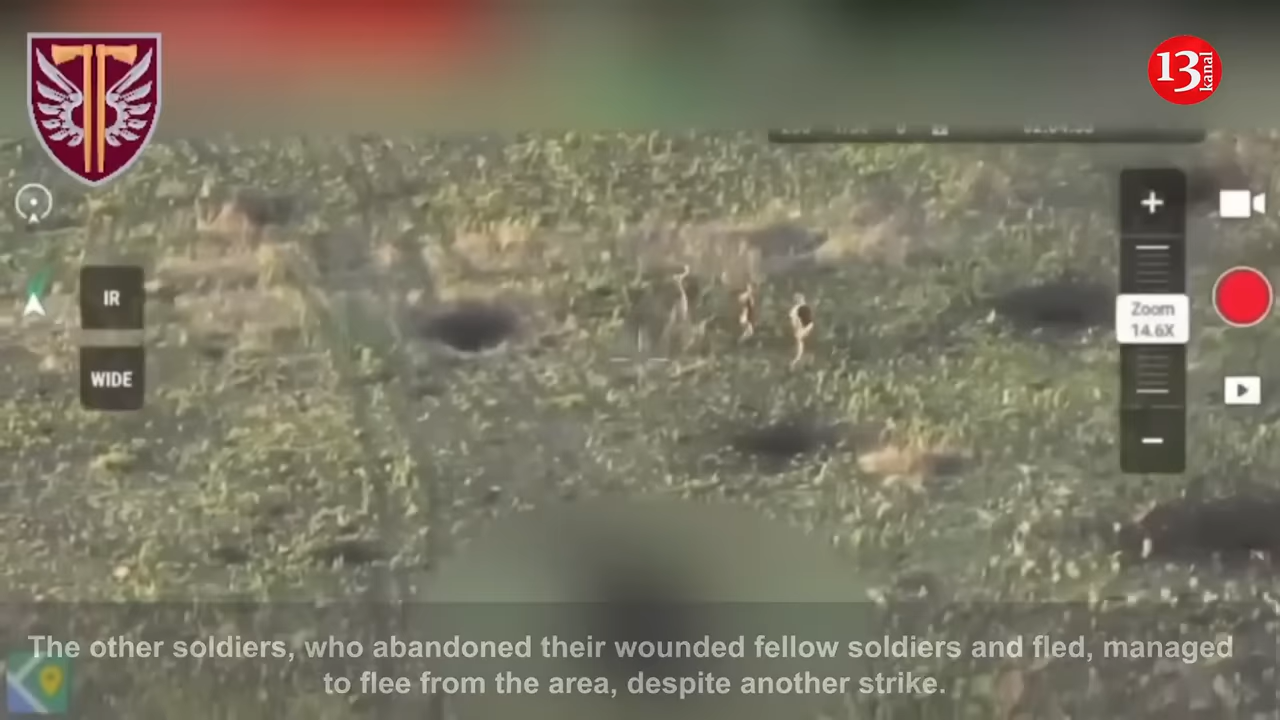 13
kanal
IR
WIDE
Zoom
14.6X
The other soldiers, who abandoned their wounded fellow soldiers and fled, managed
to flee from the area, despite another strike.